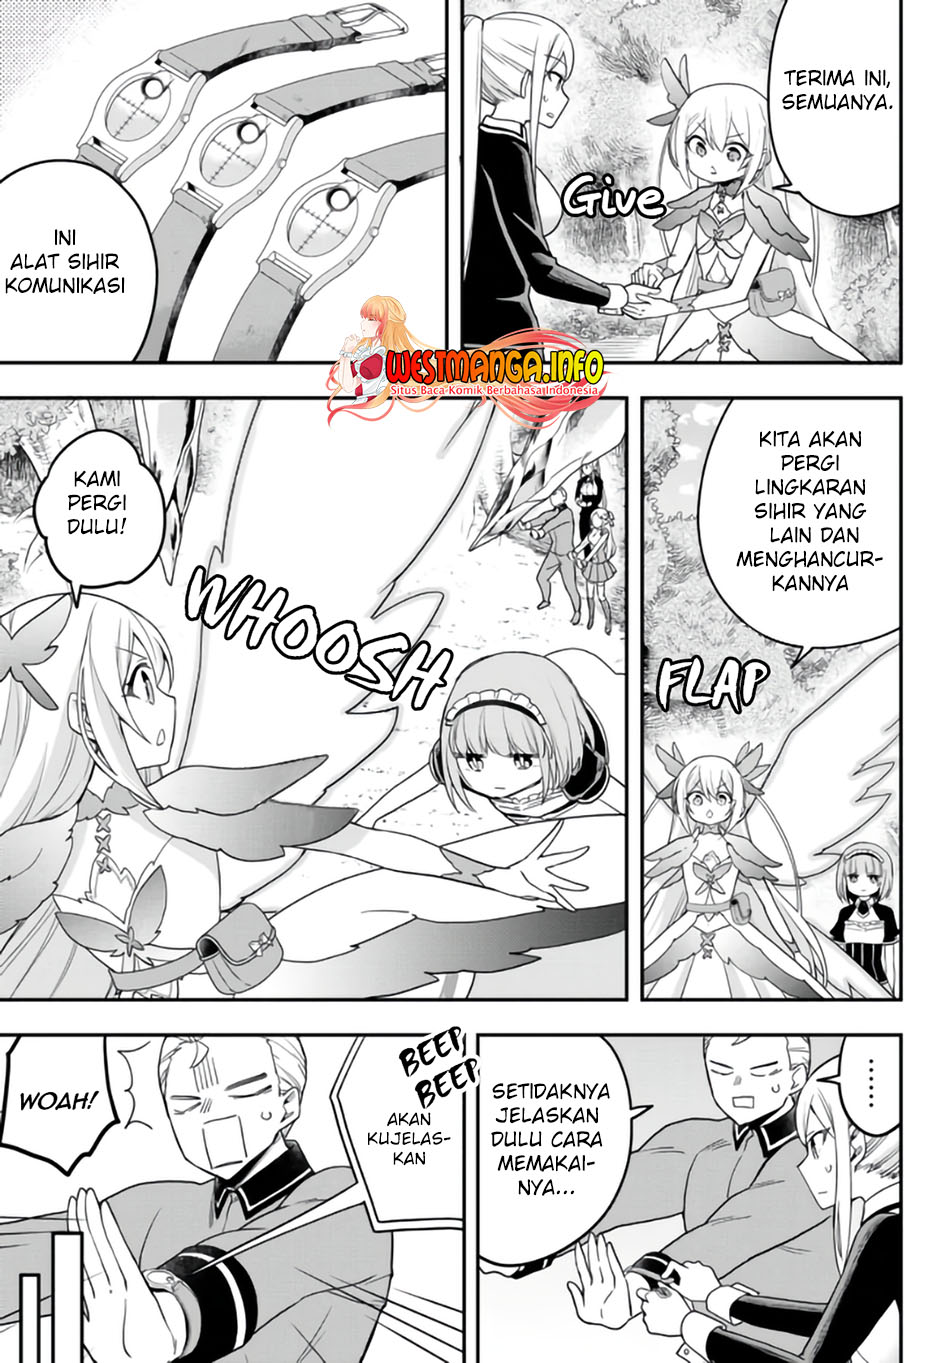 TERIMA INI,
SEMUANYA.
Give
INI
ALAT SIHIR
KOMUNIKASI
WESTMANGA.INFO
Situs Baca Komik Berbahasa Indonesia
KITA AKAN
PERGI
LINGKARAN
SIHIR YANG
LAIN DAN
MENGHANCUR-
KANNYA
FLAP
KAMI
PERGI
DULU!
WHOOSH
......
SETIDAKNYA
JELASKAN
DULU CARA
MEMAKAI-
NYA...
BEEP
BEEP
AKAN
KUJELAS-
KAN
WOAH!